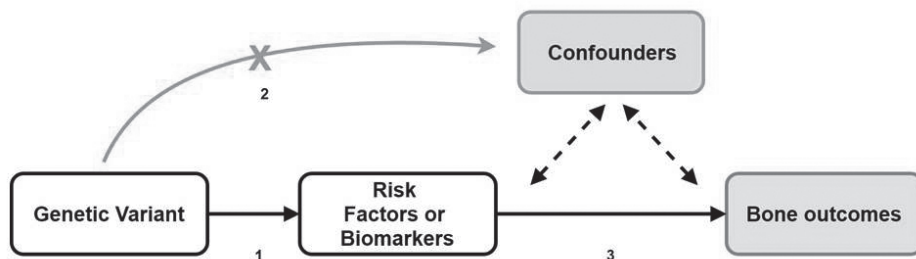 Confounders
X
2
Genetic Variant
Risk
Factors or
Biomarkers
Bone outcomes
1
3